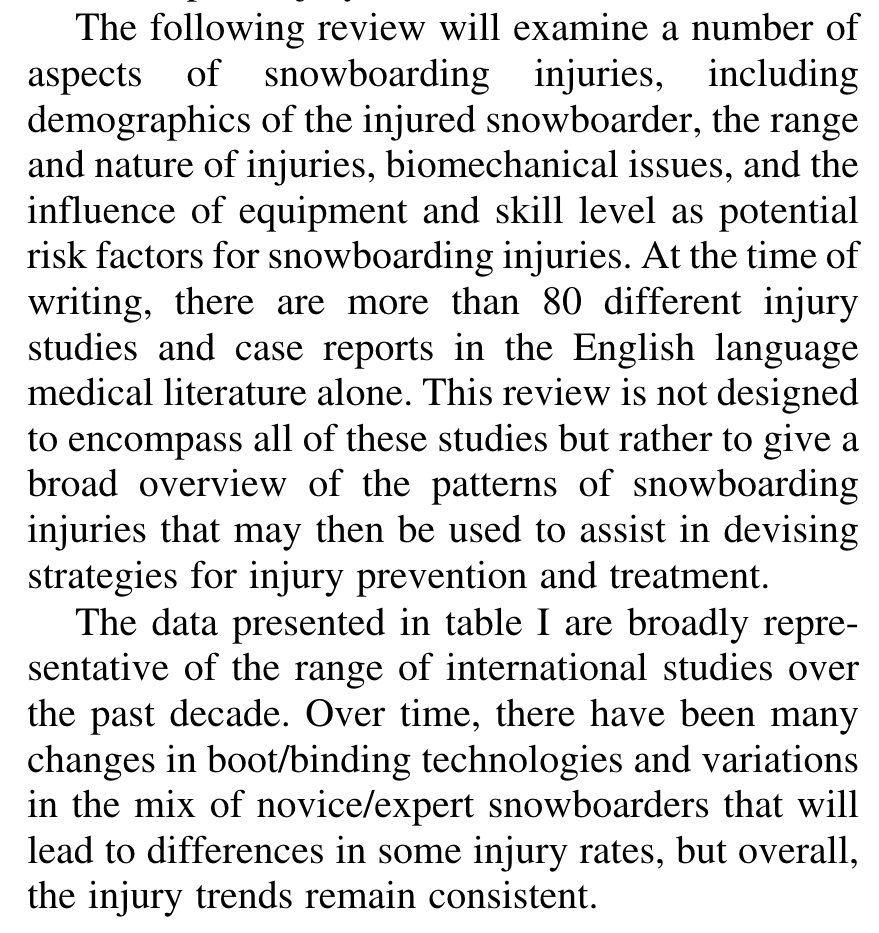 The following review will examine a number of
aspects of snowboarding injuries, including
demographics of the injured snowboarder, the range
and nature of injuries, biomechanical issues, and the
influence of equipment and skill level as potential
risk factors for snowboarding injuries. At the time of
writing, there are more than 80 different injury
studies and case reports in the English language
medical literature alone. This review is not designed
to encompass all of these studies but rather to give a
broad overview of the patterns of snowboarding
injuries that may then be used to assist in devising
strategies for injury prevention and treatment.
The data presented in table I are broadly repre-
sentative of the range of international studies over
the past decade. Over time, there have been many
changes in boot/binding technologies and variations
in the mix of novice/expert snowboarders that will
lead to differences in some injury rates, but overall,
the injury trends remain consistent.